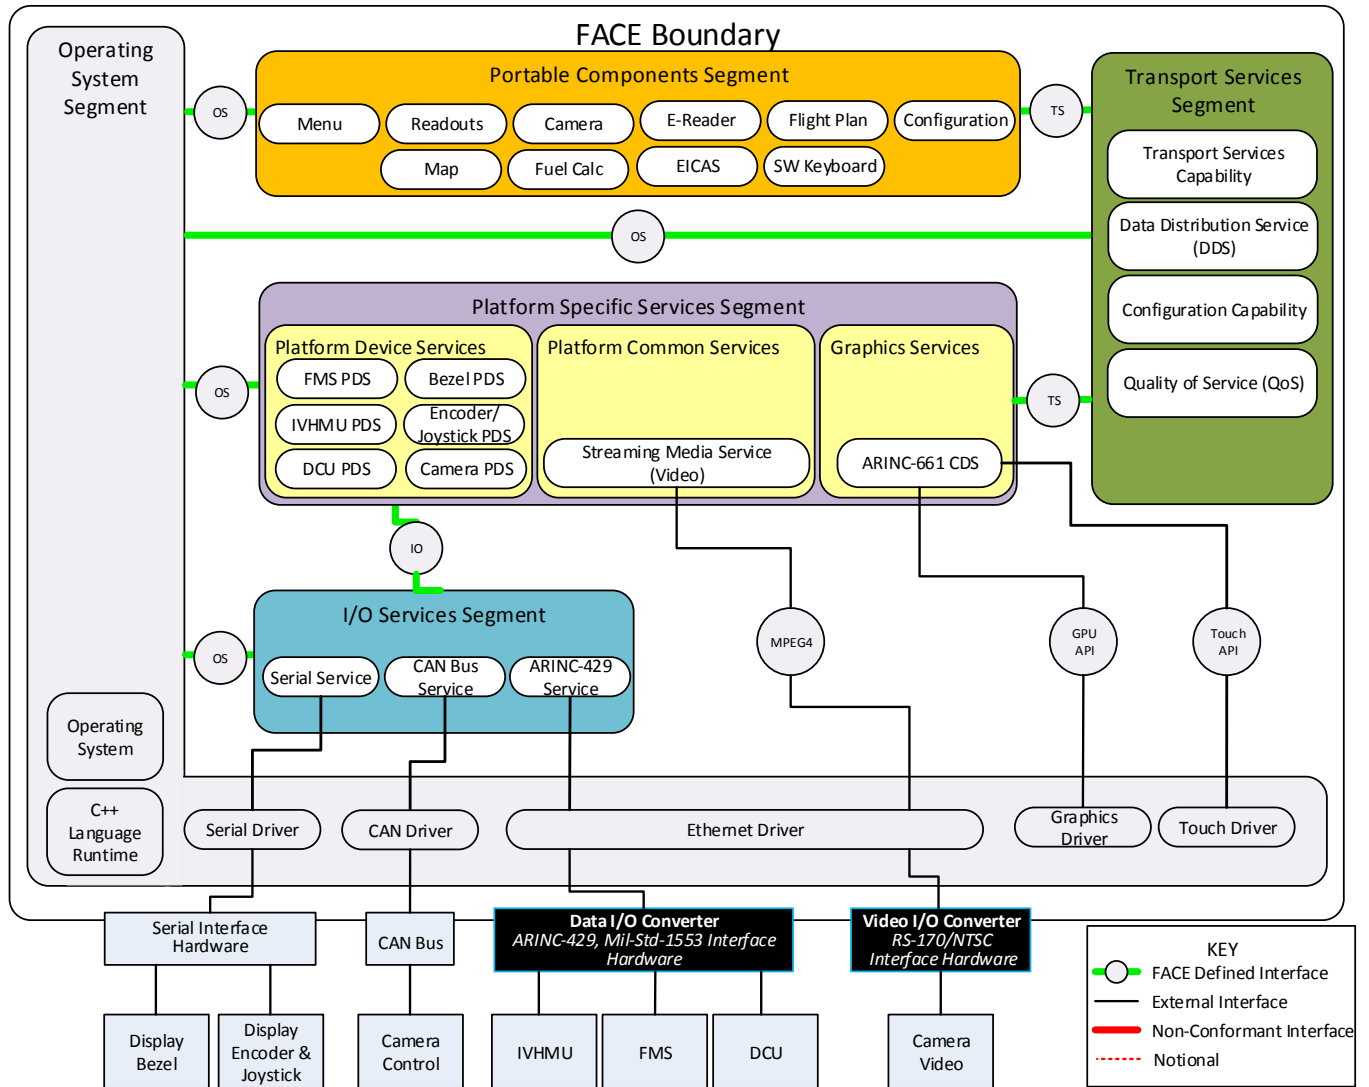 FACE Boundary
Operating
System
Segment
OS
Portable Components Segment
Menu
Readouts
Camera
E-Reader
Flight Plan
Configuration
Map
Fuel Calc
EICAS
SW Keyboard
TS
Transport Services
Segment
Transport Services
Capability
Data Distribution Service
(DDS)
Configuration Capability
Quality of Service (QoS)
OS
OS
Platform Specific Services Segment
Platform Device Services
FMS PDS
Bezel PDS
IVHMU PDS
Encoder/
Joystick PDS
DCU PDS
Camera PDS
Platform Common Services
Streaming Media Service
(Video)
Graphics Services
ARINC-661 CDS
TS
IO
OS
I/O Services Segment
Serial Service
CAN Bus
Service
ARINC-429
Service
MPEG4
GPU
API
Touch
API
Operating
System
C++
Language
Runtime
Serial Driver
CAN Driver
Ethernet Driver
Graphics
Driver
Touch Driver
Serial Interface
Hardware
CAN Bus
Data I/O Converter
ARINC-429, Mil-Std-1553 Interface
Hardware
Video I/O Converter
RS-170/NTSC
Interface Hardware
Display
Bezel
Display
Encoder &
Joystick
Camera
Control
IVHMU
FMS
DCU
Camera
Video
KEY
FACE Defined Interface
External Interface
Non-Conformant Interface
Notional